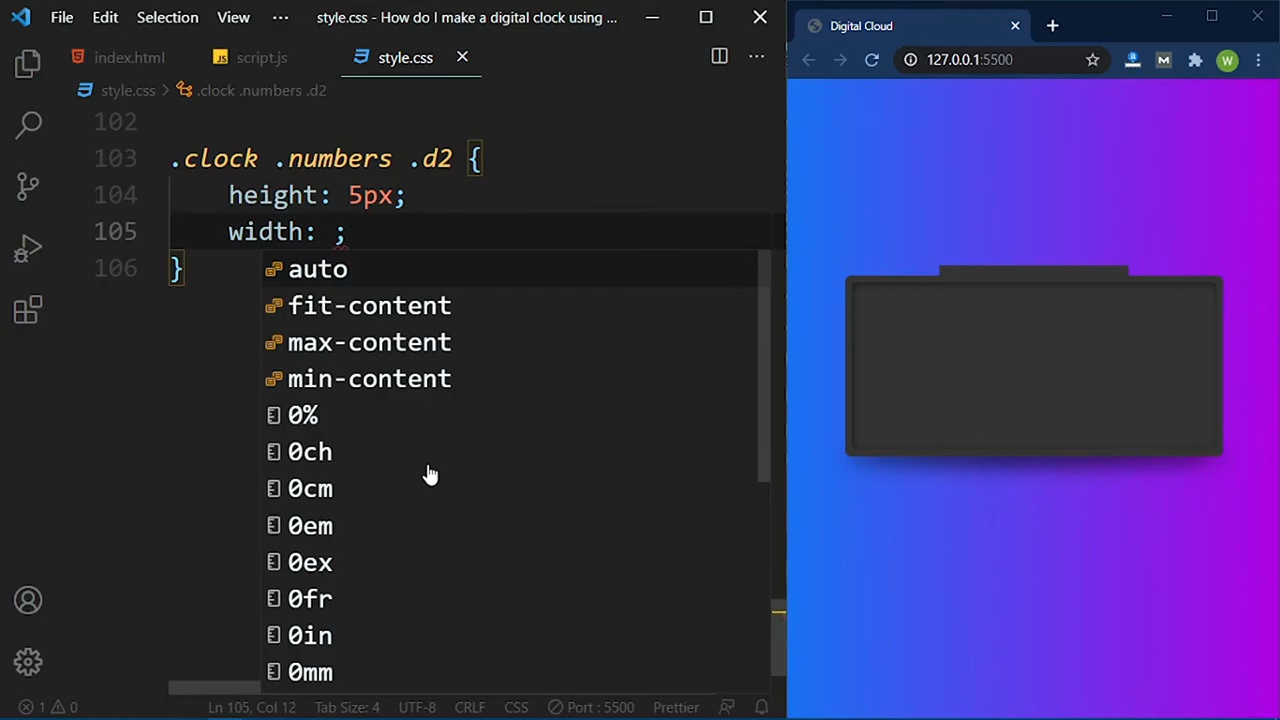 File Edit Selection View ··· style.css - How do I make a digital clock using ...
index.html script.js style.css
style.css > .clock .numbers .d2
102
103 .clock .numbers .d2 {
104 height: 5px;
105 width: ;
106 }
auto
fit-content
max-content
min-content
0%
0ch
0cm
0em
0ex
0fr
0in
0mm
1 0 Ln 105, Col 12 Tab Size: 4 UTF-8 CRLF CSS Port : 5500 Prettier
Digital Cloud
127.0.0.1:5500 M W